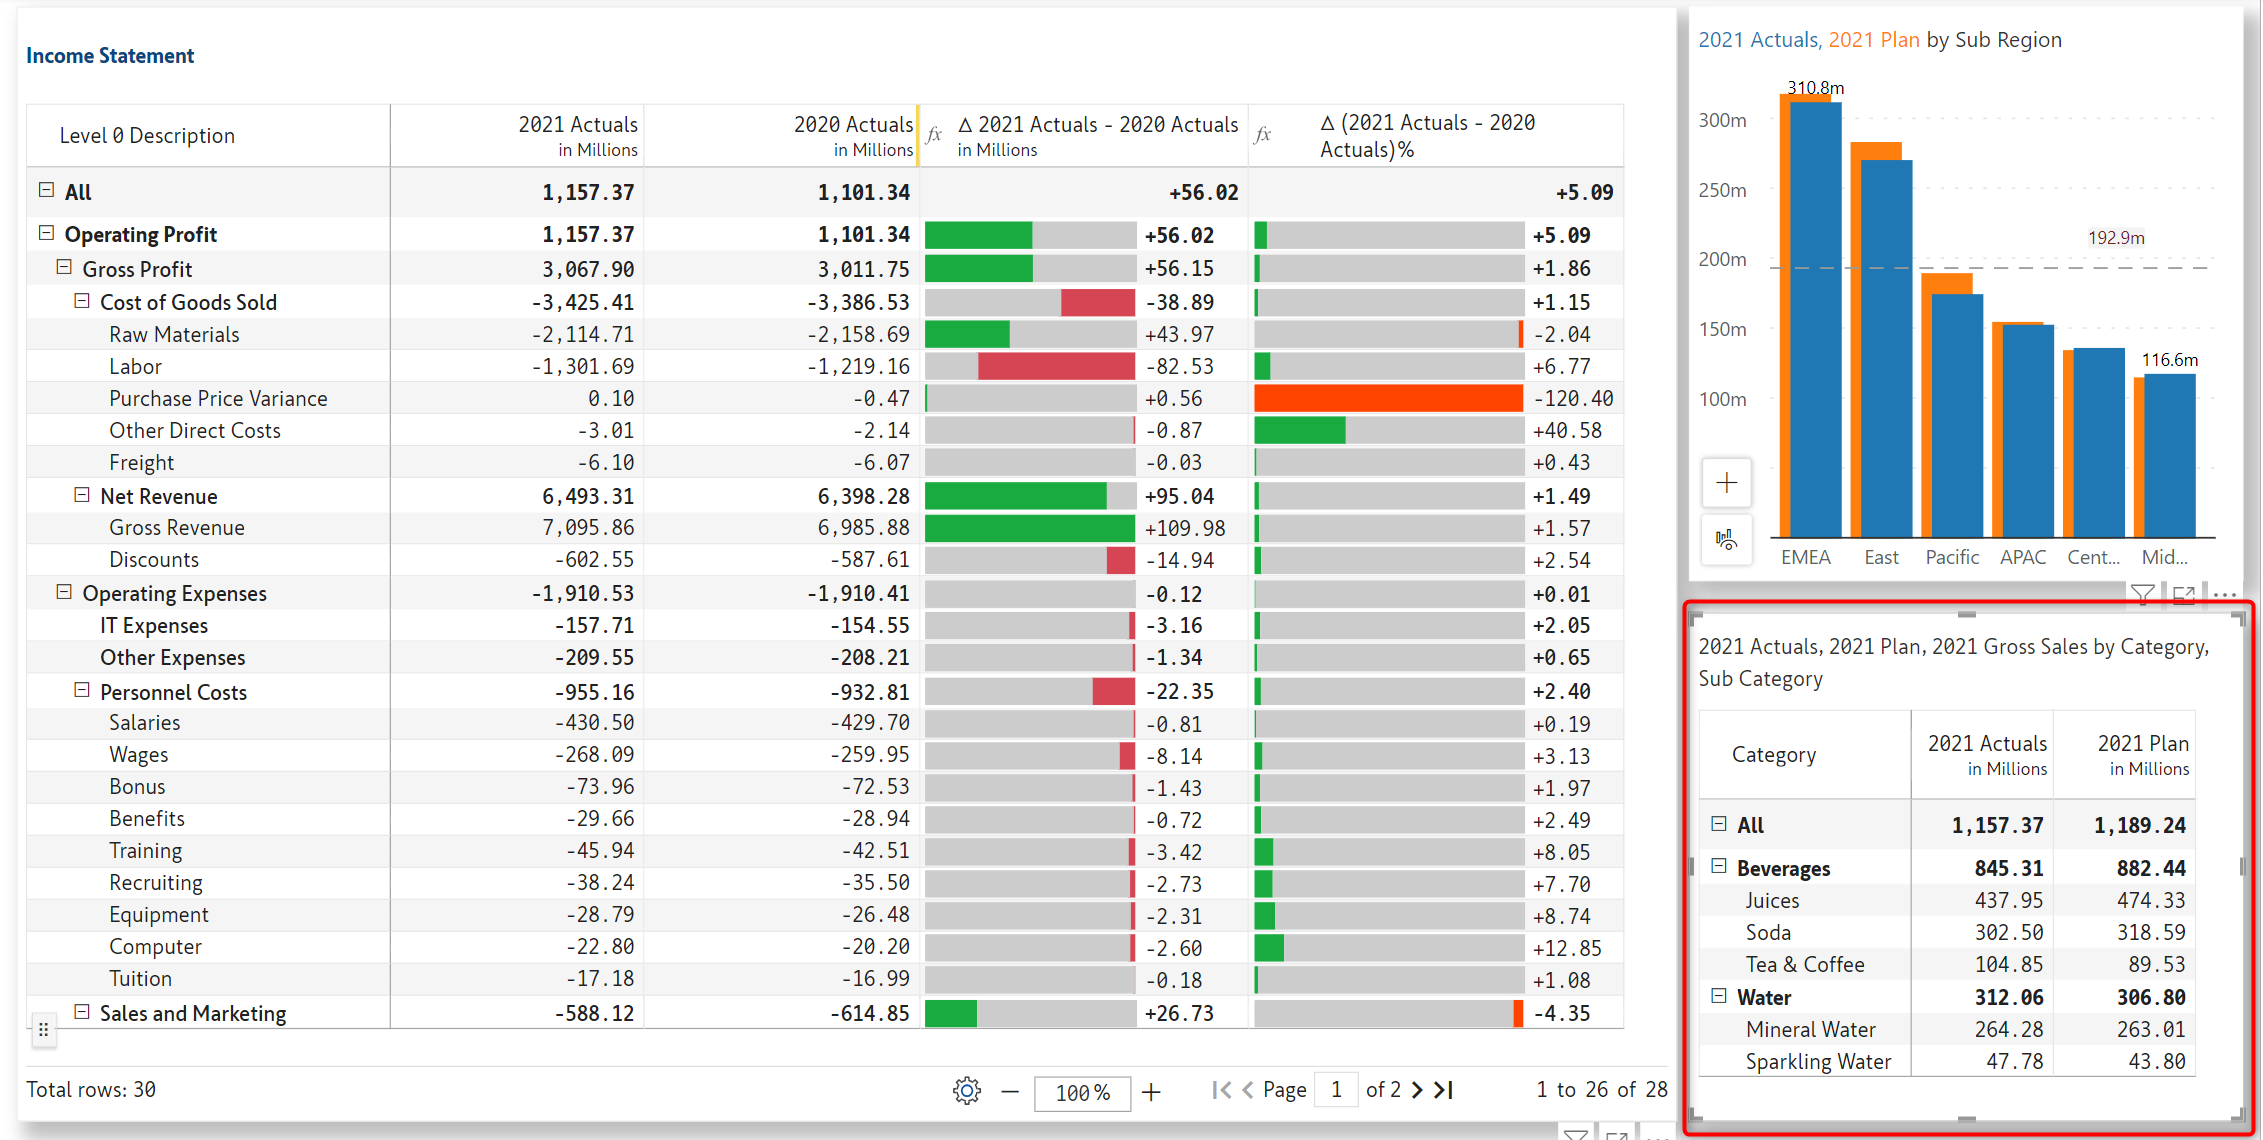 Income Statement
Level 0 Description
2021 Actuals
in Millions
2020 Actuals
in Millions
fx
Δ 2021 Actuals - 2020 Actuals
in Millions
fx
Δ (2021 Actuals - 2020
Actuals)%
All 1,157.37 1,101.34 +56.02 +5.09
Operating Profit 1,157.37 1,101.34 +56.02 +5.09
Gross Profit 3,067.90 3,011.75 +56.15 +1.86
Cost of Goods Sold -3,425.41 -3,386.53 -38.89 +1.15
Raw Materials -2,114.71 -2,158.69 +43.97 -2.04
Labor -1,301.69 -1,219.16 -82.53 +6.77
Purchase Price Variance 0.10 -0.47 +0.56 -120.40
Other Direct Costs -3.01 -2.14 -0.87 +40.58
Freight -6.10 -6.07 -0.03 +0.43
Net Revenue 6,493.31 6,398.28 +95.04 +1.49
Gross Revenue 7,095.86 6,985.88 +109.98 +1.57
Discounts -602.55 -587.61 -14.94 +2.54
Operating Expenses -1,910.53 -1,910.41 -0.12 +0.01
IT Expenses -157.71 -154.55 -3.16 +2.05
Other Expenses -209.55 -208.21 -1.34 +0.65
Personnel Costs -955.16 -932.81 -22.35 +2.40
Salaries -430.50 -429.70 -0.81 +0.19
Wages -268.09 -259.95 -8.14 +3.13
Bonus -73.96 -72.53 -1.43 +1.97
Benefits -29.66 -28.94 -0.72 +2.49
Training -45.94 -42.51 -3.42 +8.05
Recruiting -38.24 -35.50 -2.73 +7.70
Equipment -28.79 -26.48 -2.31 +8.74
Computer -22.80 -20.20 -2.60 +12.85
Tuition -17.18 -16.99 -0.18 +1.08
Sales and Marketing -588.12 -614.85 +26.73 -4.35
Total rows: 30
100%
Page 1 of 2
1 to 26 of 28
2021 Actuals, 2021 Plan by Sub Region
310.8m
300m
250m
192.9m
200m
150m
116.6m
100m
EMEA East Pacific APAC Cent... Mid...
2021 Actuals, 2021 Plan, 2021 Gross Sales by Category,
Sub Category
Category
2021 Actuals
in Millions
2021 Plan
in Millions
All 1,157.37 1,189.24
Beverages 845.31 882.44
Juices 437.95 474.33
Soda 302.50 318.59
Tea & Coffee 104.85 89.53
Water 312.06 306.80
Mineral Water 264.28 263.01
Sparkling Water 47.78 43.80